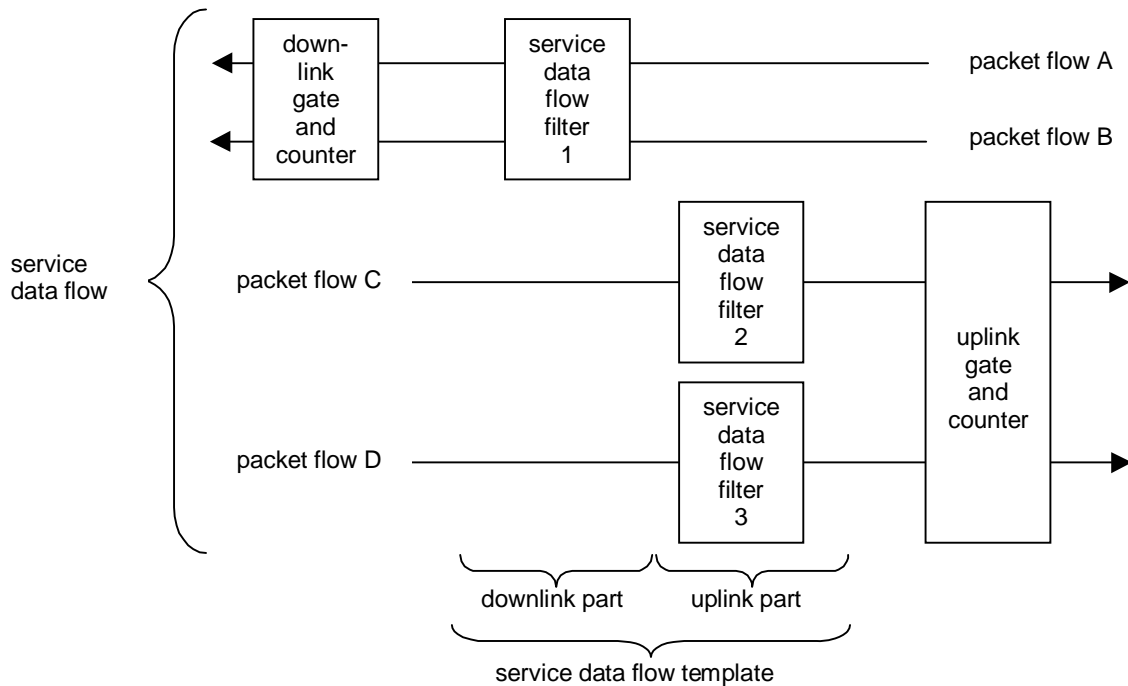 down-
link
gate
and
counter
service
data
flow
filter
1
packet flow A
packet flow B
service
data flow
packet flow C
service
data
flow
filter
2
uplink
gate
and
counter
packet flow D
service
data
flow
filter
3
downlink part
uplink part
service data flow template